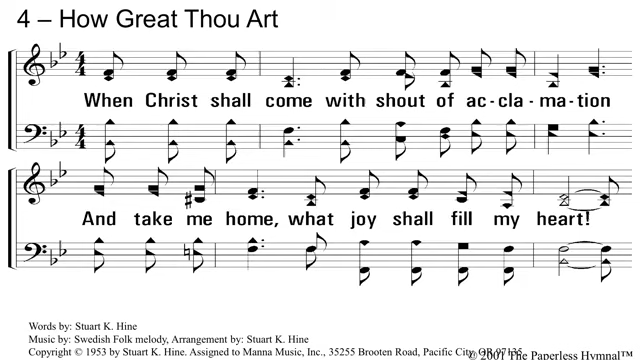 4 – How Great Thou Art
When Christ shall come with shout of ac-cla-ma-tion
And take me home, what joy shall fill my heart!
Words by: Stuart K. Hine
Music by: Swedish Folk melody, Arrangement by: Stuart K. Hine
Copyright © 1953 by Stuart K. Hine. Assigned to Manna Music, Inc., 35255 Brooten Road, Pacific City, OR 97135
© 2001 The Paperless Hymnal™